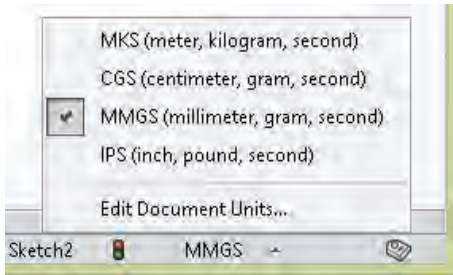 MKS (meter, kilogram, second)
CGS (centimeter, gram, second)
MMGS (millimeter, gram, second)
IPS (inch, pound, second)
Edit Document Units...
Sketch2 MMGS